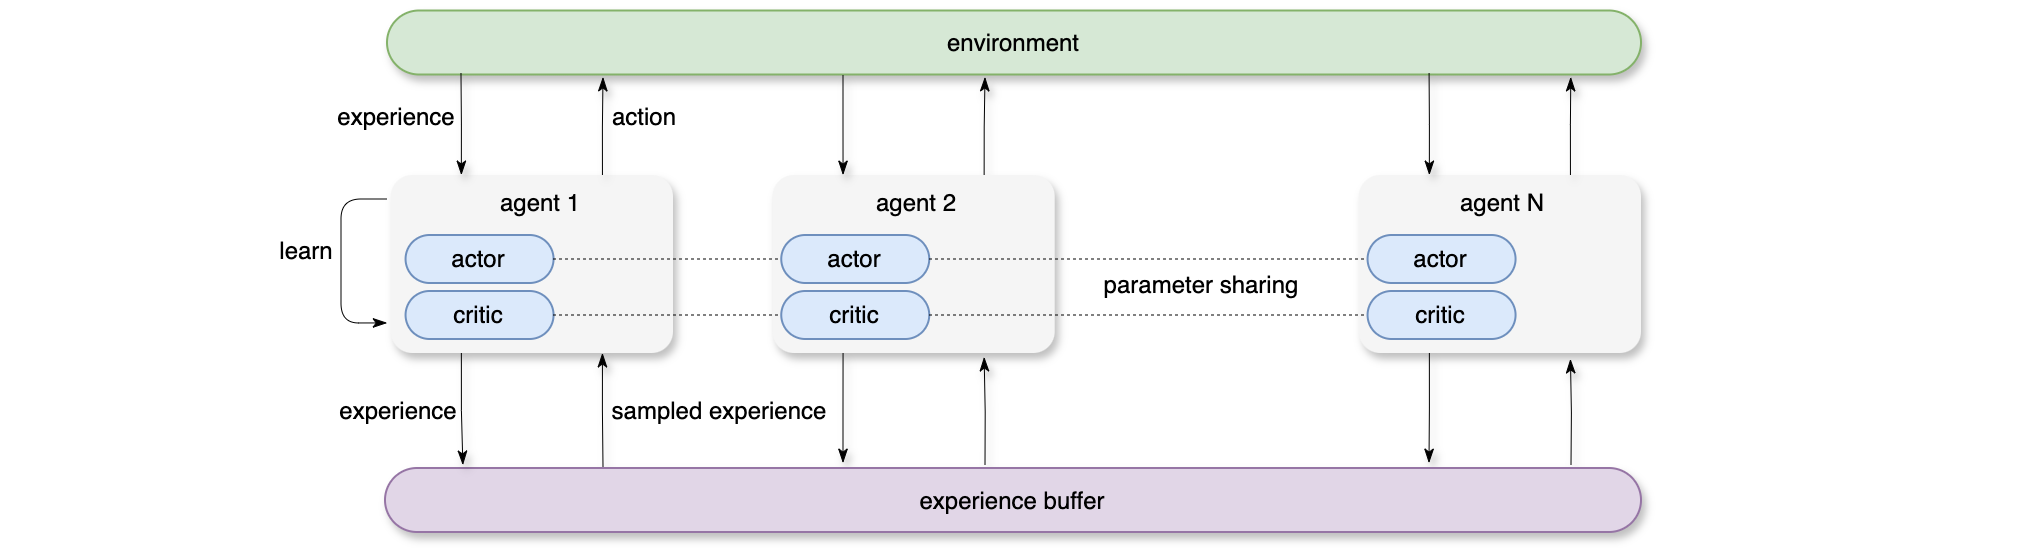 environment
experience
action
agent 1
agent 2
agent N
learn
actor
actor
actor
parameter sharing
critic
critic
critic
experience
sampled experience
experience buffer